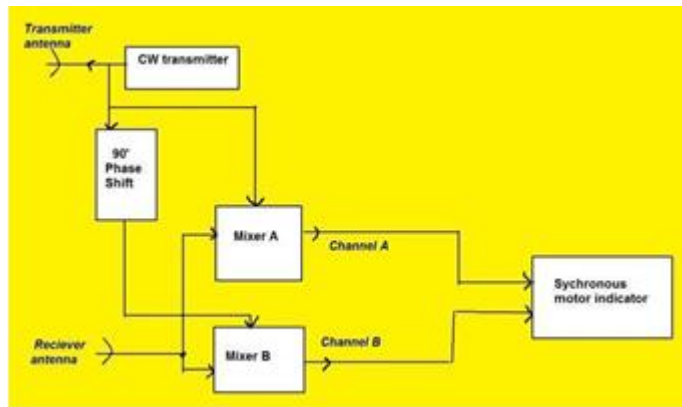 Transmitter
antenna
CW transmitter
90°
Phase
Shift
Mixer A
Channel A
Sychronous
motor indicator
Reciever
antenna
Mixer B
Channel B